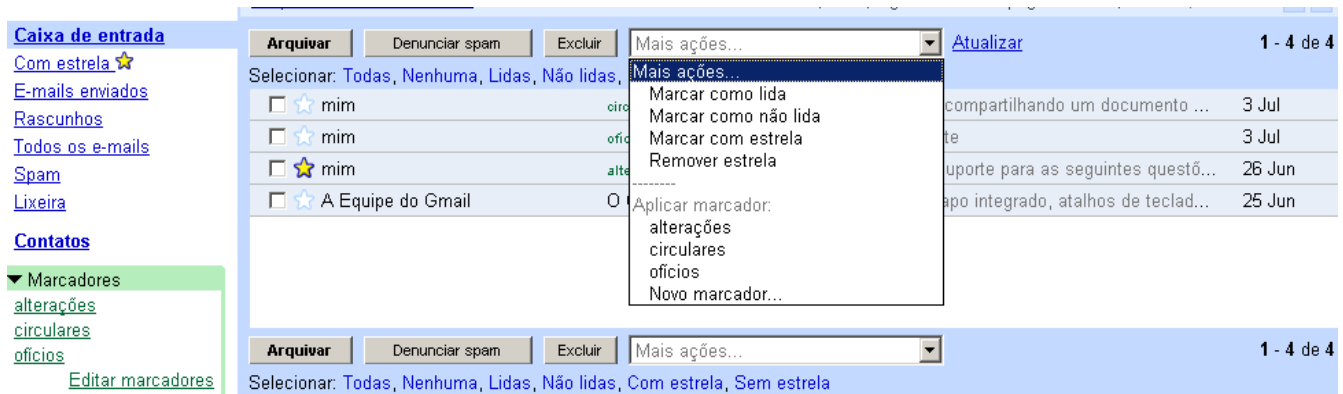 Caixa de entrada
Com estrela
E-mails enviados
Rascunhos
Todos os e-mails
Spam
Lixeira
Contatos
Marcadores
alterações
circulares
ofícios
Editar marcadores
Arquivar Denunciar spam Excluir Mais ações... Atualizar 1 - 4 de 4
Selecionar: Todas, Nenhuma, Lidas, Não lidas,
mim circ compartilhando um documento ... 3 Jul
mim ofíc te 3 Jul
mim alte uporte para as seguintes questõ... 26 Jun
A Equipe do Gmail O apo integrado, atalhos de teclad... 25 Jun
Mais ações...
Marcar como lida
Marcar como não lida
Marcar com estrela
Remover estrela
--------
Aplicar marcador:
alterações
circulares
ofícios
Novo marcador...
Arquivar Denunciar spam Excluir Mais ações... 1 - 4 de 4
Selecionar: Todas, Nenhuma, Lidas, Não lidas, Com estrela, Sem estrela